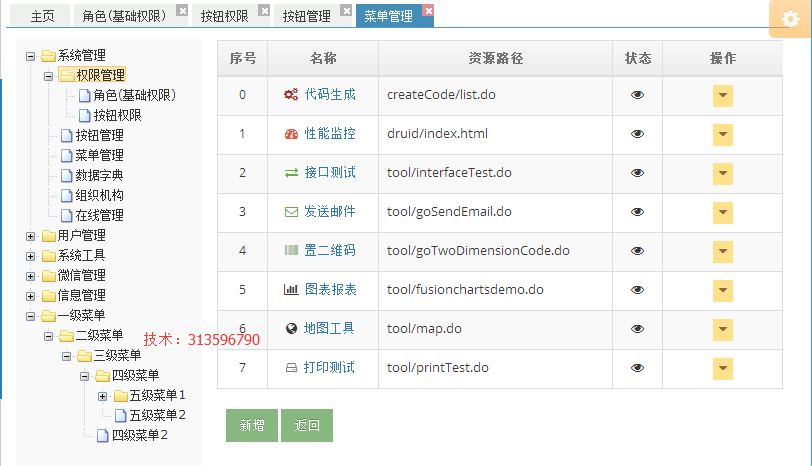 主页 角色(基础权限) 按钮权限 按钮管理 菜单管理
系统管理
权限管理
角色(基础权限)
按钮权限
按钮管理
菜单管理
数据字典
组织机构
在线管理
用户管理
系统工具
微信管理
信息管理
一级菜单
二级菜单
三级菜单
四级菜单
五级菜单1
五级菜单2
四级菜单2
技术：313596790
序号 名称 资源路径 状态 操作
0 代码生成 createCode/list.do
1 性能监控 druid/index.html
2 接口测试 tool/interfaceTest.do
3 发送邮件 tool/goSendEmail.do
4 置二维码 tool/goTwoDimensionCode.do
5 图表报表 tool/fusionchartsdemo.do
6 地图工具 tool/map.do
7 打印测试 tool/printTest.do
新增 返回